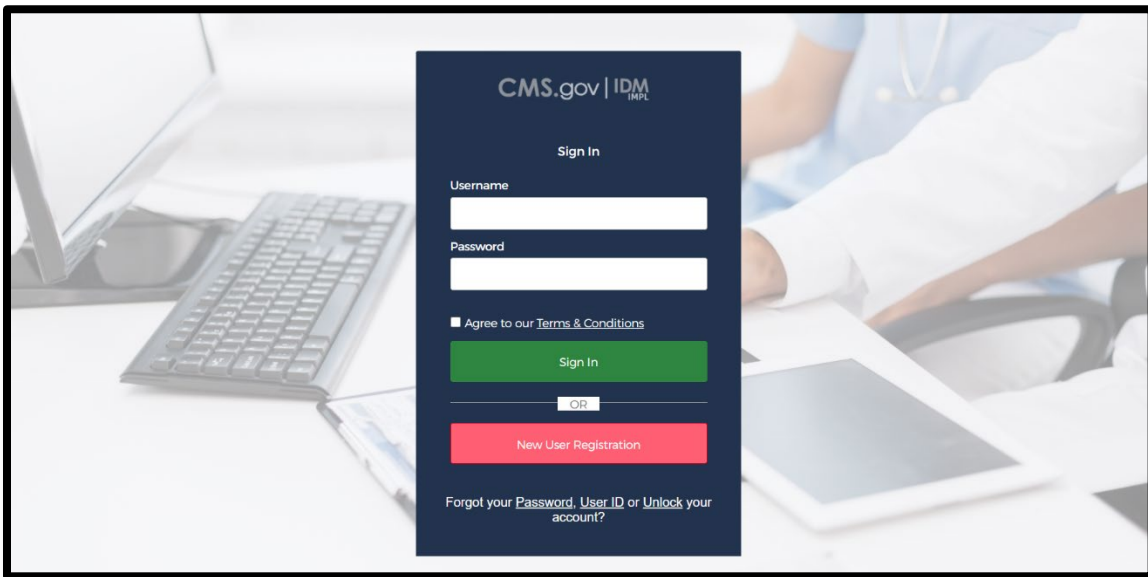 CMS.gov | IDM
IMPL
Sign In
Username
Password
Agree to our Terms & Conditions
Sign In
OR
New User Registration
Forgot your Password, User ID or Unlock your
account?